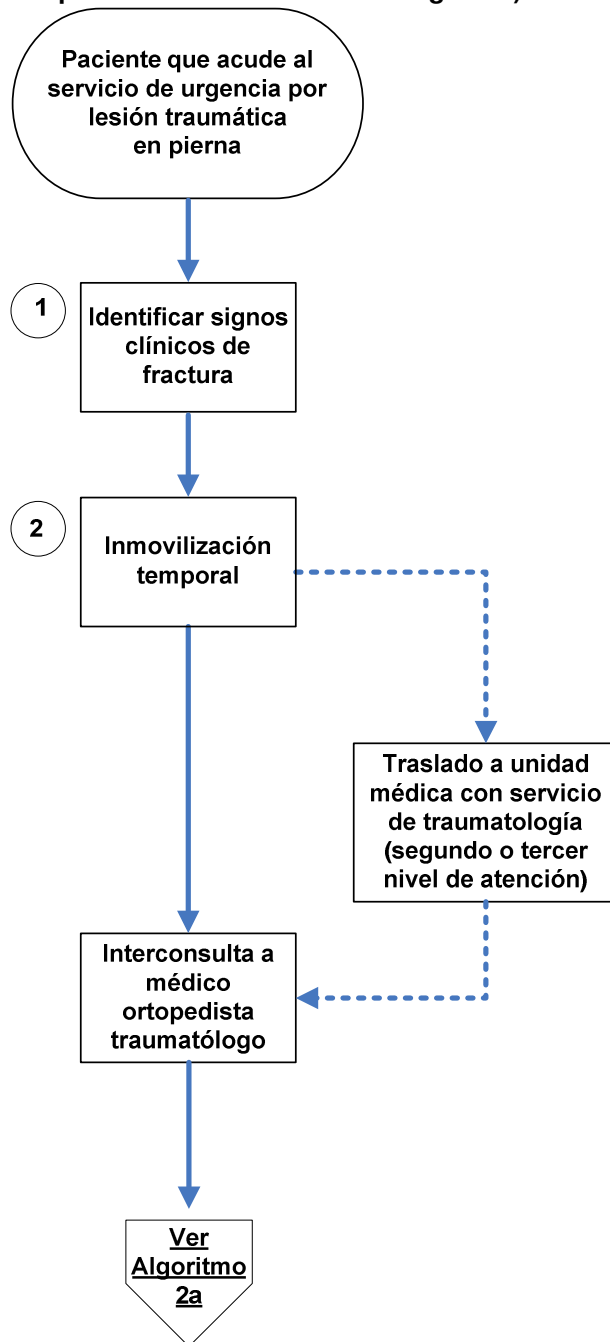 Paciente que acude al
servicio de urgencia por
lesión traumática
en pierna
1
Identificar signos
clínicos de
fractura
2
Inmovilización
temporal
Traslado a unidad
médica con servicio
de traumatología
(segundo o tercer
nivel de atención)
Interconsulta a
médico
ortopedista
traumatólogo
Ver
Algoritmo
2a